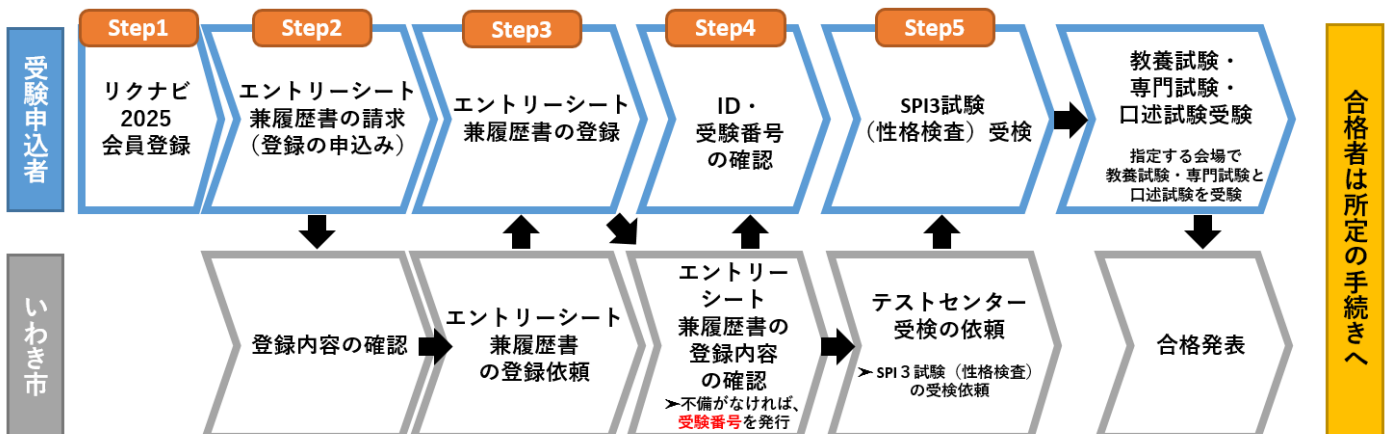 Step1
Step2
Step3
Step4
Step5
受験申込者
リクナビ
2025
会員登録
エントリーシート
兼履歴書の請求
（登録の申込み）
エントリーシート
兼履歴書の登録
ID・
受験番号
の確認
SPI3試験
（性格検査）受検
教養試験・
専門試験・
口述試験受験
指定する会場で
教養試験・専門試験と
口述試験を受験
いわき市
登録内容の確認
エントリーシート
兼履歴書
の登録依頼
エントリー
シート
兼履歴書の
登録内容
の確認
➤不備がなければ、
受験番号を発行
テストセンター
受検の依頼
➤ SPI３試験（性格検査）
の受検依頼
合格発表
合格者は所定の手続きへ